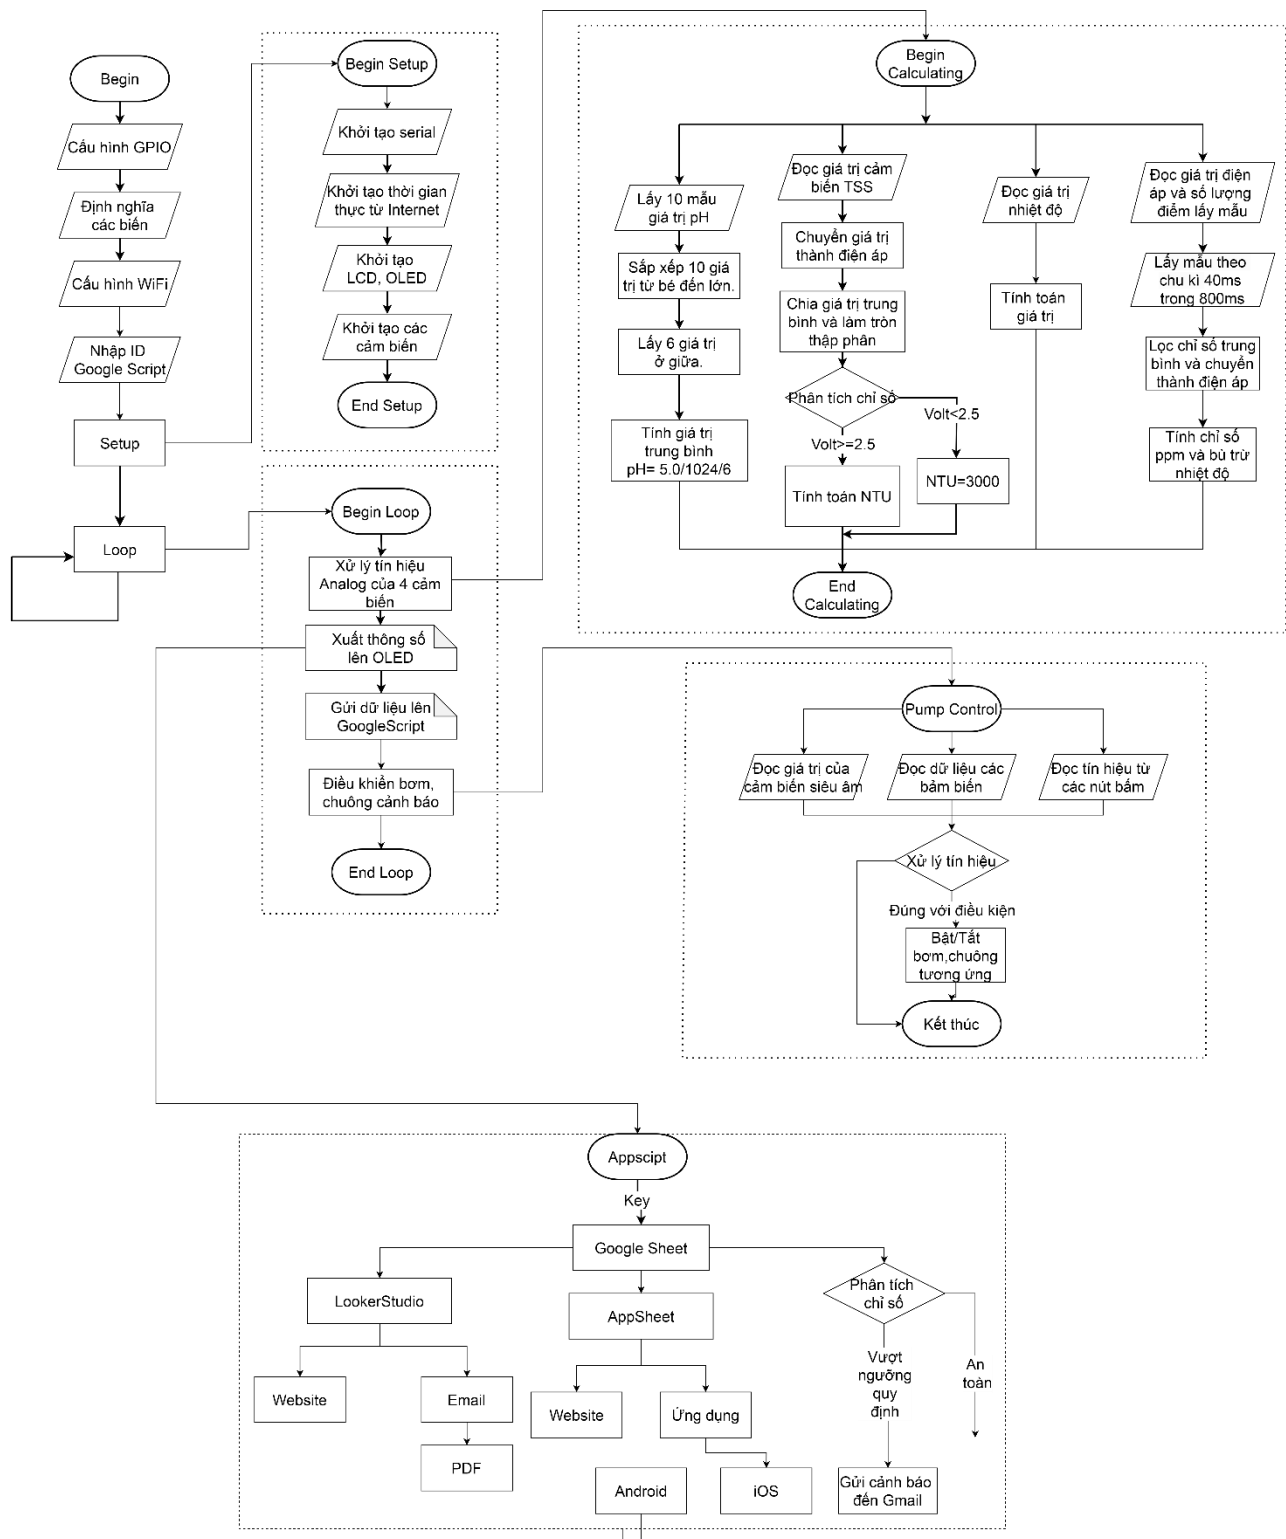 Begin
Cấu hình GPIO
Định nghĩa
các biến
Cấu hình WiFi
Nhập ID
Google Script
Setup
Loop
Begin Setup
Khởi tạo serial
Khởi tạo thời gian
thực từ Internet
Khởi tạo
LCD, OLED
Khởi tạo các
cảm biến
End Setup
Begin Loop
Xử lý tín hiệu
Analog của 4 cảm
biến
Xuất thông số
lên OLED
Gửi dữ liệu lên
GoogleScript
Điều khiển bơm,
chuông cảnh báo
End Loop
Begin
Calculating
Lấy 10 mẫu
giá trị pH
Sắp xếp 10 giá
trị từ bé đến lớn.
Lấy 6 giá trị
ở giữa.
Tính giá trị
trung bình
pH= 5.0/1024/6
Đọc giá trị cảm
biến TSS
Chuyển giá trị
thành điện áp
Chia giá trị trung
bình và làm tròn
thập phân
Phân tích chỉ số
Volt<2.5
Volt>=2.5
Tính toán NTU
NTU=3000
Đọc giá trị
nhiệt độ
Tính toán
giá trị
Đọc giá trị điện
áp và số lượng
điểm lấy mẫu
Lấy mẫu theo
chu kì 40ms
trong 800ms
Lọc chỉ số trung
bình và chuyển
thành điện áp
Tính chỉ số
ppm và bù trừ
nhiệt độ
End
Calculating
Pump Control
Đọc giá trị của
cảm biến siêu âm
Đọc dữ liệu các
bảm biến
Đọc tín hiệu từ
các nút bấm
Xử lý tín hiệu
Đúng với điều kiện
Bật/Tắt
bơm,chuông
tương ứng
Kết thúc
Appscipt
Key
Google Sheet
LookerStudio
Website
Email
PDF
AppSheet
Website
Ứng dụng
Android
iOS
Phân tích
chỉ số
Vượt
ngưỡng
quy
định
An
toàn
Gửi cảnh báo
đến Gmail